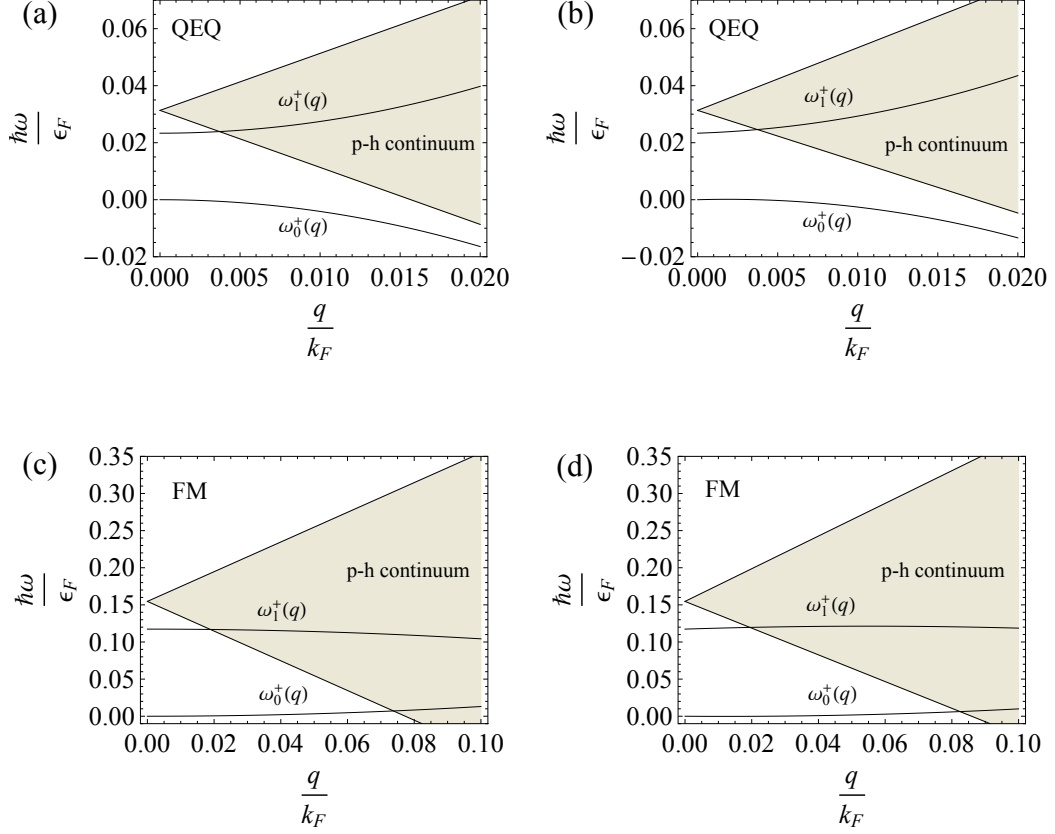 (a)
QEQ
0.06
0.04
0.02
0.00
−0.02
ħω
ϵF
ω1+(q)
p-h continuum
ω0+(q)
0.000 0.005 0.010 0.015 0.020
q
kF
(b)
QEQ
0.06
0.04
0.02
0.00
−0.02
ħω
ϵF
ω1+(q)
p-h continuum
ω0+(q)
0.000 0.005 0.010 0.015 0.020
q
kF
(c)
FM
0.35
0.30
0.25
0.20
0.15
0.10
0.05
0.00
ħω
ϵF
p-h continuum
ω1+(q)
ω0+(q)
0.00 0.02 0.04 0.06 0.08 0.10
q
kF
(d)
FM
0.35
0.30
0.25
0.20
0.15
0.10
0.05
0.00
ħω
ϵF
p-h continuum
ω1+(q)
ω0+(q)
0.00 0.02 0.04 0.06 0.08 0.10
q
kF